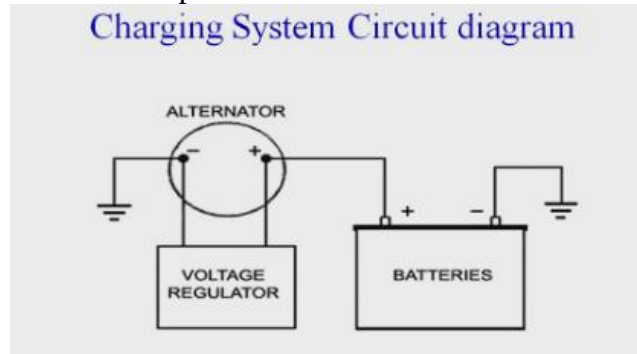 Charging System Circuit diagram
ALTERNATOR
- +
+ -
VOLTAGE
REGULATOR
BATTERIES